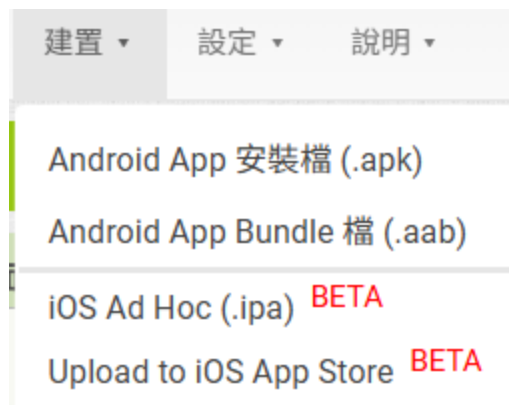 建置 ▾ 設定 ▾ 說明 ▾
Android App 安裝檔 (.apk)
Android App Bundle 檔 (.aab)
iOS Ad Hoc (.ipa) BETA
Upload to iOS App Store BETA